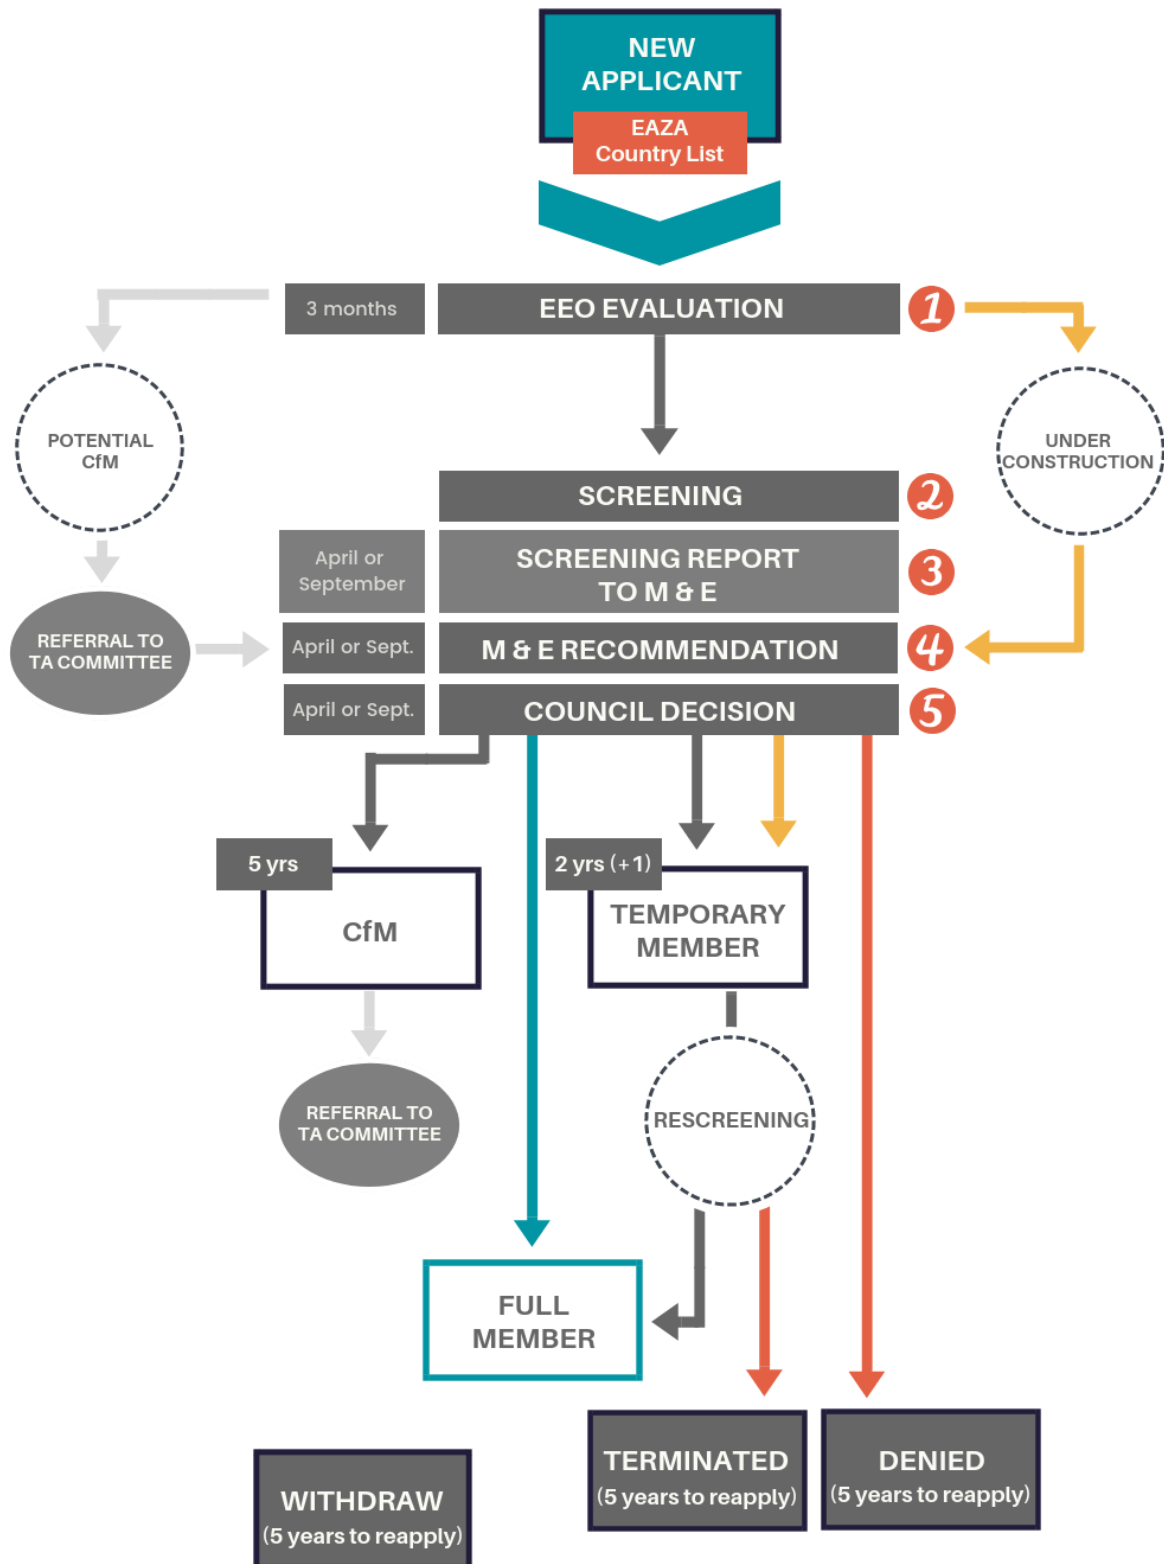 NEW
APPLICANT
EAZA
Country List
3 months
EEO EVALUATION
1
POTENTIAL
CfM
UNDER
CONSTRUCTION
SCREENING
2
April or
September
SCREENING REPORT
TO M & E
3
REFERRAL TO
TA COMMITTEE
April or Sept.
M & E RECOMMENDATION
4
April or Sept.
COUNCIL DECISION
5
5 yrs
CfM
2 yrs (+1)
TEMPORARY
MEMBER
REFERRAL TO
TA COMMITTEE
RESCREENING
FULL
MEMBER
TERMINATED
(5 years to reapply)
DENIED
(5 years to reapply)
WITHDRAW
(5 years to reapply)